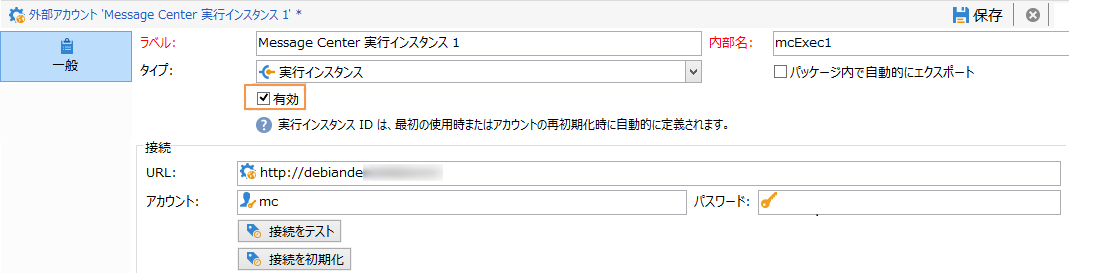 外部アカウント 'Message Center 実行インスタンス 1' * 保存
一般
ラベル: Message Center 実行インスタンス 1 内部名: mcExec1
タイプ: 実行インスタンス パッケージ内で自動的にエクスポート
有効
実行インスタンス ID は、最初の使用時またはアカウントの再初期化時に自動的に定義されます。
接続
URL: http://debiande
アカウント: mc パスワード:
接続をテスト
接続を初期化